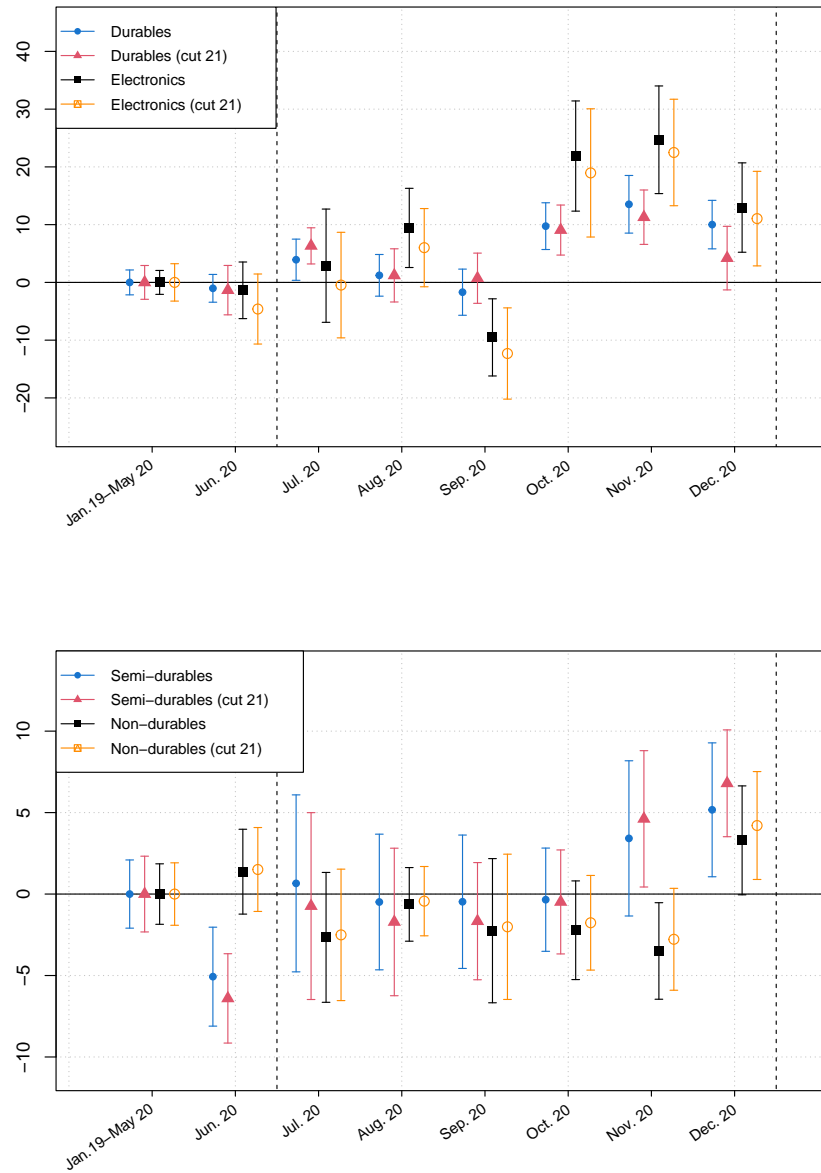 Durables
Durables (cut 21)
Electronics
Electronics (cut 21)
40
30
20
10
0
−10
−20
Jan.19−May 20
Jun. 20
Jul. 20
Aug. 20
Sep. 20
Oct. 20
Nov. 20
Dec. 20
Semi−durables
Semi−durables (cut 21)
Non−durables
Non−durables (cut 21)
10
5
0
−5
−10
Jan.19−May 20
Jun. 20
Jul. 20
Aug. 20
Sep. 20
Oct. 20
Nov. 20
Dec. 20